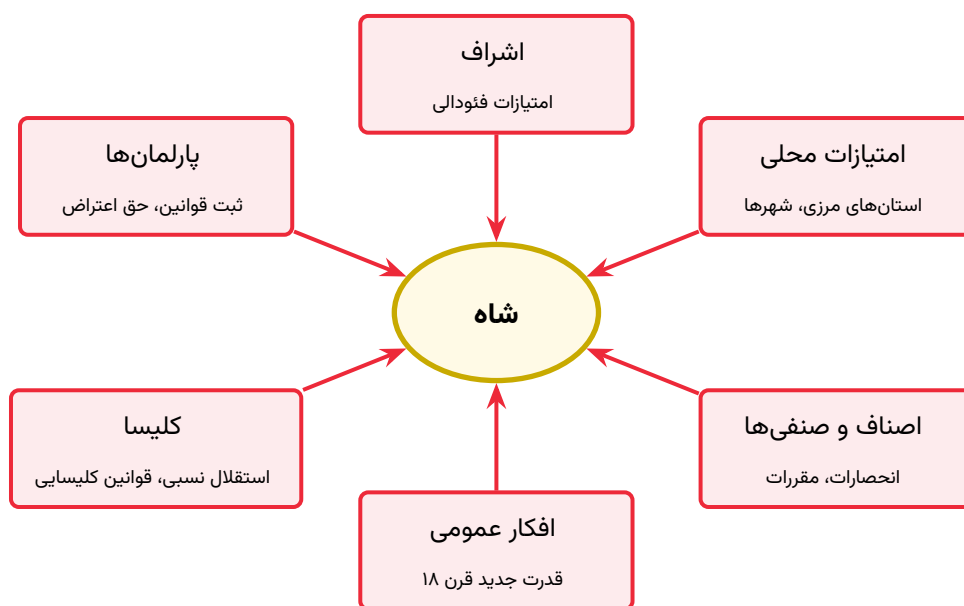 اشراف
امتیازات فئودالی
امتیازات محلی
استان‌های مرزی، شهرها
پارلمان‌ها
ثبت قوانین، حق اعتراض
شاه
اصناف و صنفی‌ها
انحصارات، مقررات
کلیسا
استقلال نسبی، قوانین کلیسایی
افکار عمومی
قدرت جدید قرن ۱۸